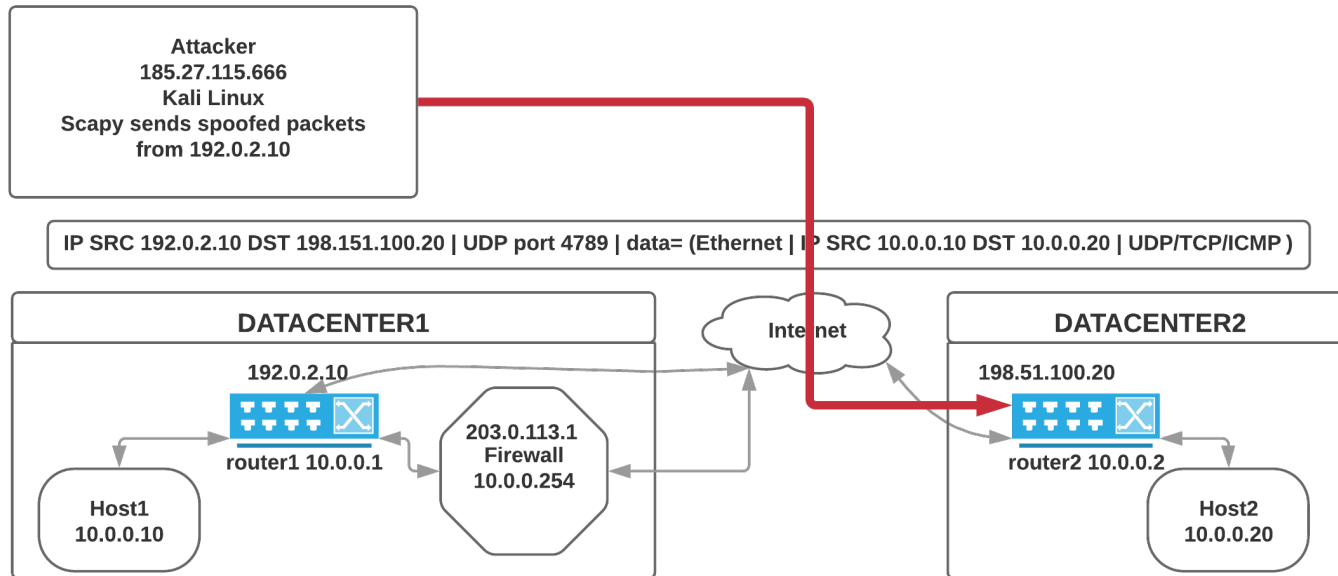 Attacker
185.27.115.666
Kali Linux
Scapy sends spoofed packets
from 192.0.2.10
IP SRC 192.0.2.10 DST 198.151.100.20 | UDP port 4789 | data= (Ethernet | IP SRC 10.0.0.10 DST 10.0.0.20 | UDP/TCP/ICMP )
DATACENTER1
Internet
DATACENTER2
192.0.2.10
198.51.100.20
203.0.113.1
Firewall
10.0.0.254
router1 10.0.0.1
router2 10.0.0.2
Host1
10.0.0.10
Host2
10.0.0.20